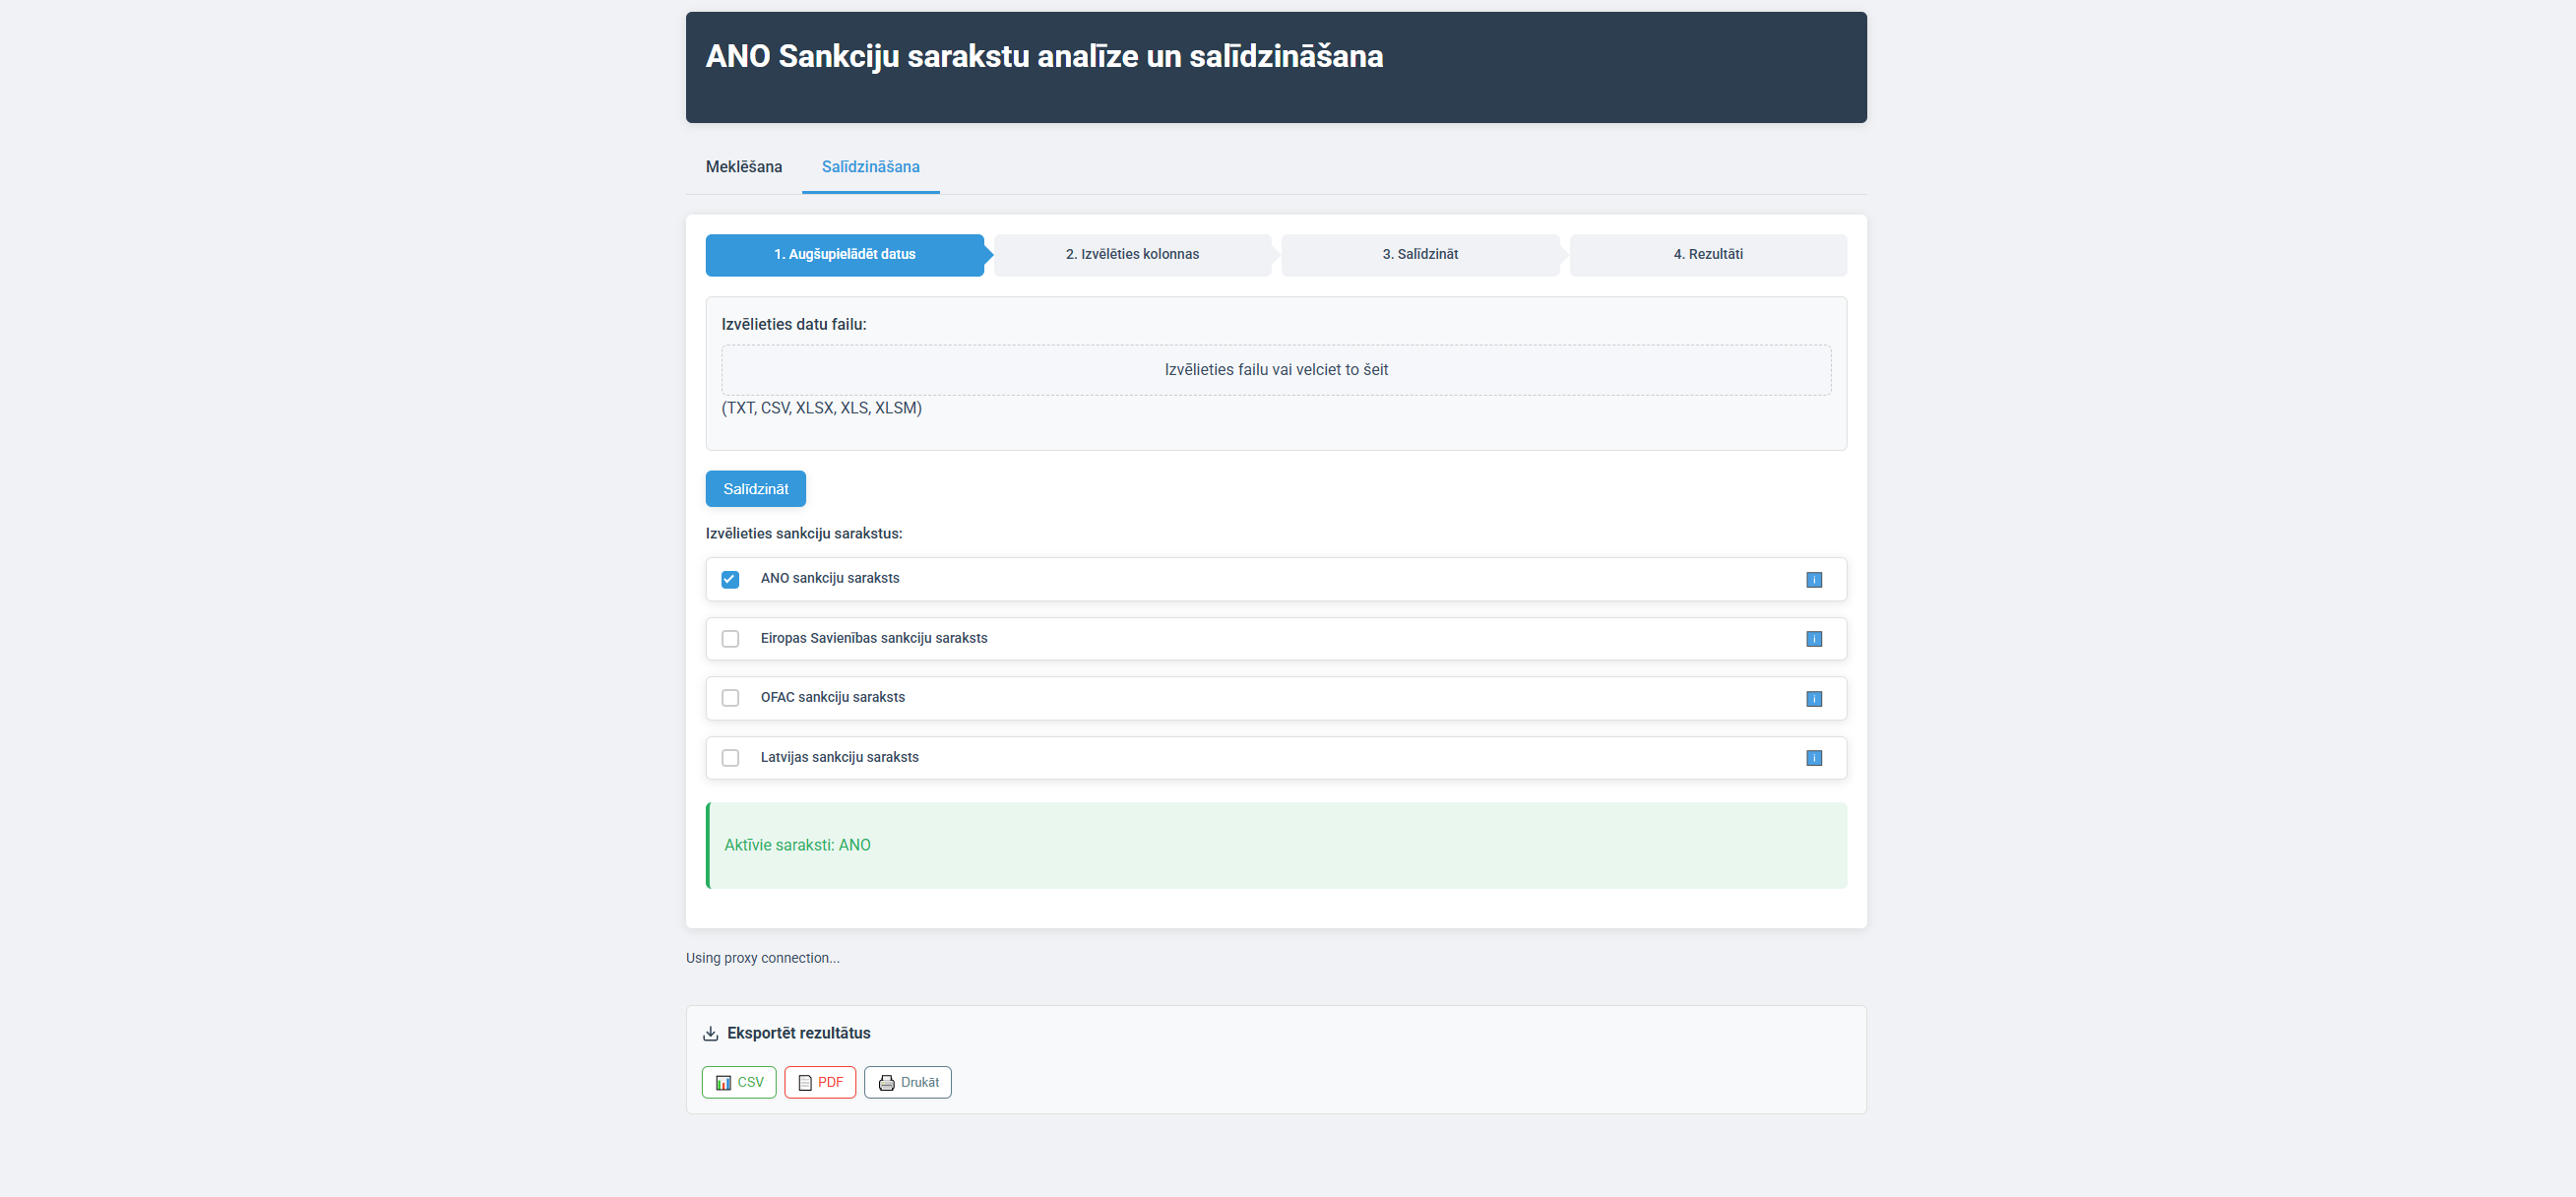 ANO Sankciju sarakstu analīze un salīdzināšana
Meklēšana
Salīdzināšana
1. Augšupielādēt datus
2. Izvēlēties kolonnas
3. Salīdzināt
4. Rezultāti
Izvēlieties datu failu:
Izvēlieties failu vai velciet to šeit
(TXT, CSV, XLSX, XLS, XLSM)
Salīdzināt
Izvēlieties sankciju sarakstus:
ANO sankciju saraksts
i
Eiropas Savienības sankciju saraksts
i
OFAC sankciju saraksts
i
Latvijas sankciju saraksts
i
Aktīvie saraksti: ANO
Using proxy connection...
Eksportēt rezultātus
CSV
PDF
Drukāt